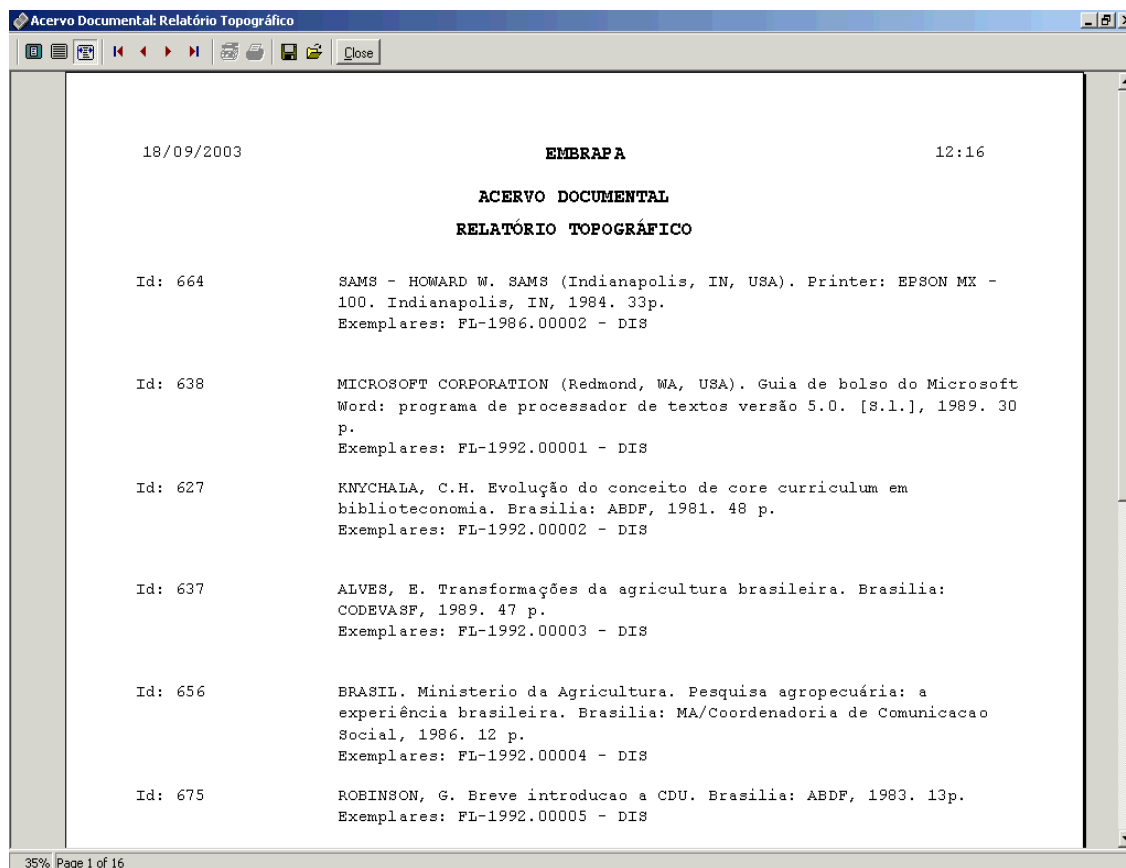 Acervo Documental: Relatório Topográfico
Close
18/09/2003 EMBRAPA 12:16
ACERVO DOCUMENTAL
RELATÓRIO TOPOGRÁFICO
Id: 664 SAMS - HOWARD W. SAMS (Indianapolis, IN, USA). Printer: EPSON MX -
100. Indianapolis, IN, 1984. 33p.
Exemplares: FL-1986.00002 - DIS
Id: 638 MICROSOFT CORPORATION (Redmond, WA, USA). Guia de bolso do Microsoft
Word: programa de processador de textos versão 5.0. [S.l.], 1989. 30
p.
Exemplares: FL-1992.00001 - DIS
Id: 627 KNYCHALA, C.H. Evolução do conceito de core curriculum em
biblioteconomia. Brasilia: ABDF, 1981. 48 p.
Exemplares: FL-1992.00002 - DIS
Id: 637 ALVES, E. Transformações da agricultura brasileira. Brasilia:
CODEVASF, 1989. 47 p.
Exemplares: FL-1992.00003 - DIS
Id: 656 BRASIL. Ministerio da Agricultura. Pesquisa agropecuária: a
experiência brasileira. Brasilia: MA/Coordenadoria de Comunicacao
Social, 1986. 12 p.
Exemplares: FL-1992.00004 - DIS
Id: 675 ROBINSON, G. Breve introducao a CDU. Brasilia: ABDF, 1983. 13p.
Exemplares: FL-1992.00005 - DIS
35% Page 1 of 16